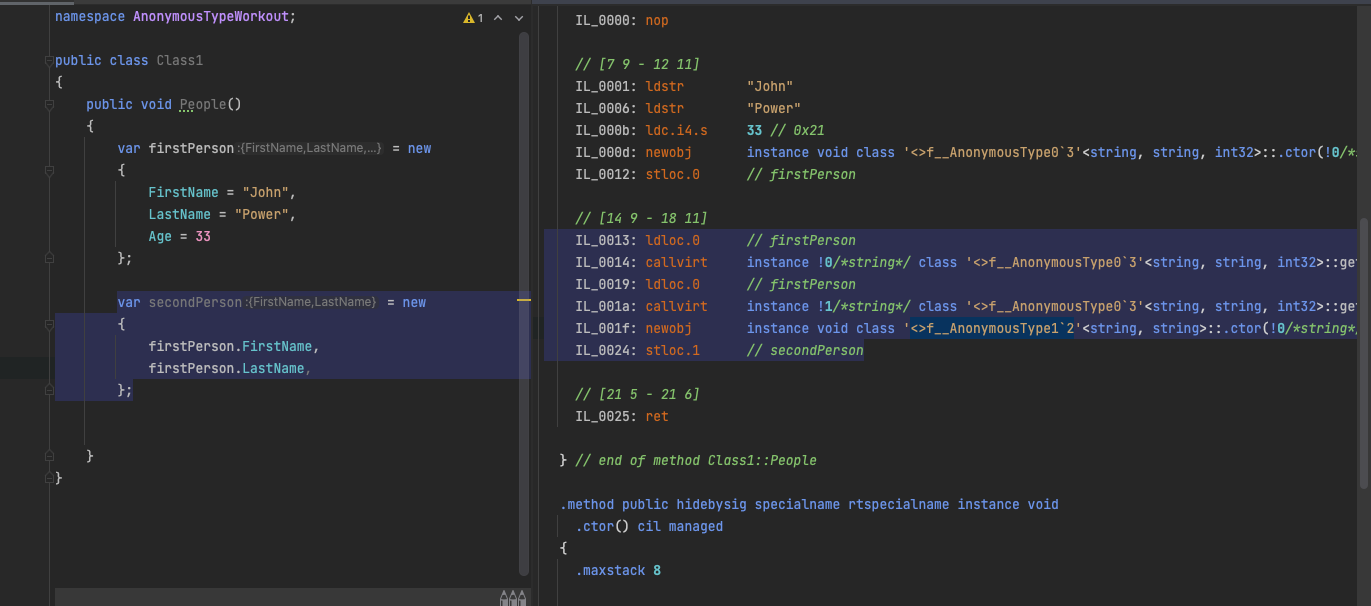 namespace AnonymousTypeWorkout;
1
public class Class1
{
public void People()
{
var firstPerson :{FirstName,LastName,...} = new
{
FirstName = "John",
LastName = "Power",
Age = 33
};
var secondPerson :{FirstName,LastName} = new
{
firstPerson.FirstName,
firstPerson.LastName,
};
}
}
IL_0000: nop
// [7 9 - 12 11]
IL_0001: ldstr "John"
IL_0006: ldstr "Power"
IL_000b: ldc.i4.s 33 // 0x21
IL_000d: newobj instance void class '<>f__AnonymousType0`3'<string, string, int32>::.ctor(!0/*s
IL_0012: stloc.0 // firstPerson
// [14 9 - 18 11]
IL_0013: ldloc.0 // firstPerson
IL_0014: callvirt instance !0/*string*/ class '<>f__AnonymousType0`3'<string, string, int32>::ge
IL_0019: ldloc.0 // firstPerson
IL_001a: callvirt instance !1/*string*/ class '<>f__AnonymousType0`3'<string, string, int32>::ge
IL_001f: newobj instance void class '<>f__AnonymousType1`2'<string, string>::.ctor(!0/*string*/
IL_0024: stloc.1 // secondPerson
// [21 5 - 21 6]
IL_0025: ret
} // end of method Class1::People
.method public hidebysig specialname rtspecialname instance void
.ctor() cil managed
{
.maxstack 8